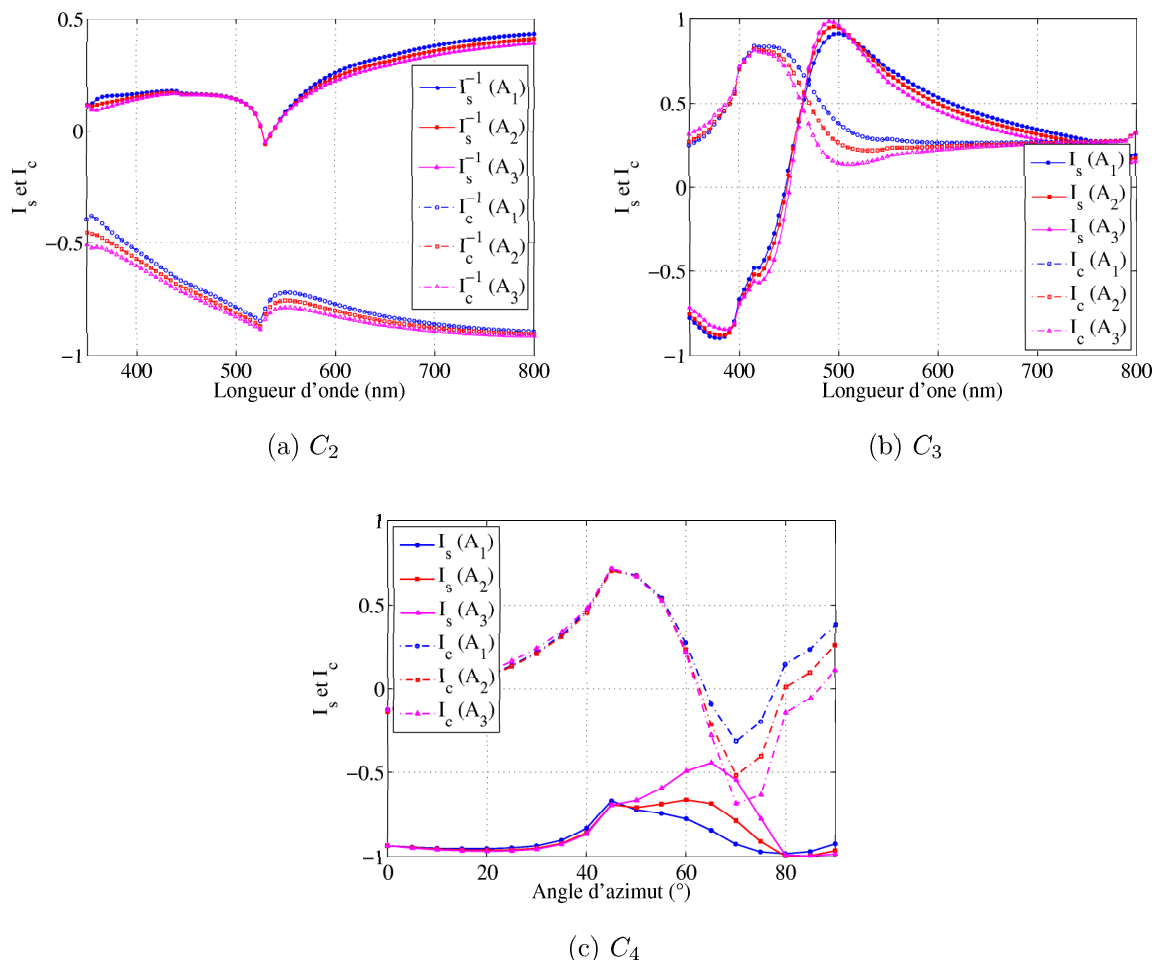 0.5
0
−0.5
−1
400 500 600 700 800
I_s et I_c
Longueur d'onde (nm)
I_s^{-1} (A_1)
I_s^{-1} (A_2)
I_s^{-1} (A_3)
I_c^{-1} (A_1)
I_c^{-1} (A_2)
I_c^{-1} (A_3)
(a) C_2
1
0.5
0
−0.5
−1
400 500 600 700 800
I_s et I_c
Longueur d'one (nm)
I_s (A_1)
I_s (A_2)
I_s (A_3)
I_c (A_1)
I_c (A_2)
I_c (A_3)
(b) C_3
1
0.5
0
−0.5
−1
0 20 40 60 80
I_s et I_c
Angle d'azimut (°)
I_s (A_1)
I_s (A_2)
I_s (A_3)
I_c (A_1)
I_c (A_2)
I_c (A_3)
(c) C_4